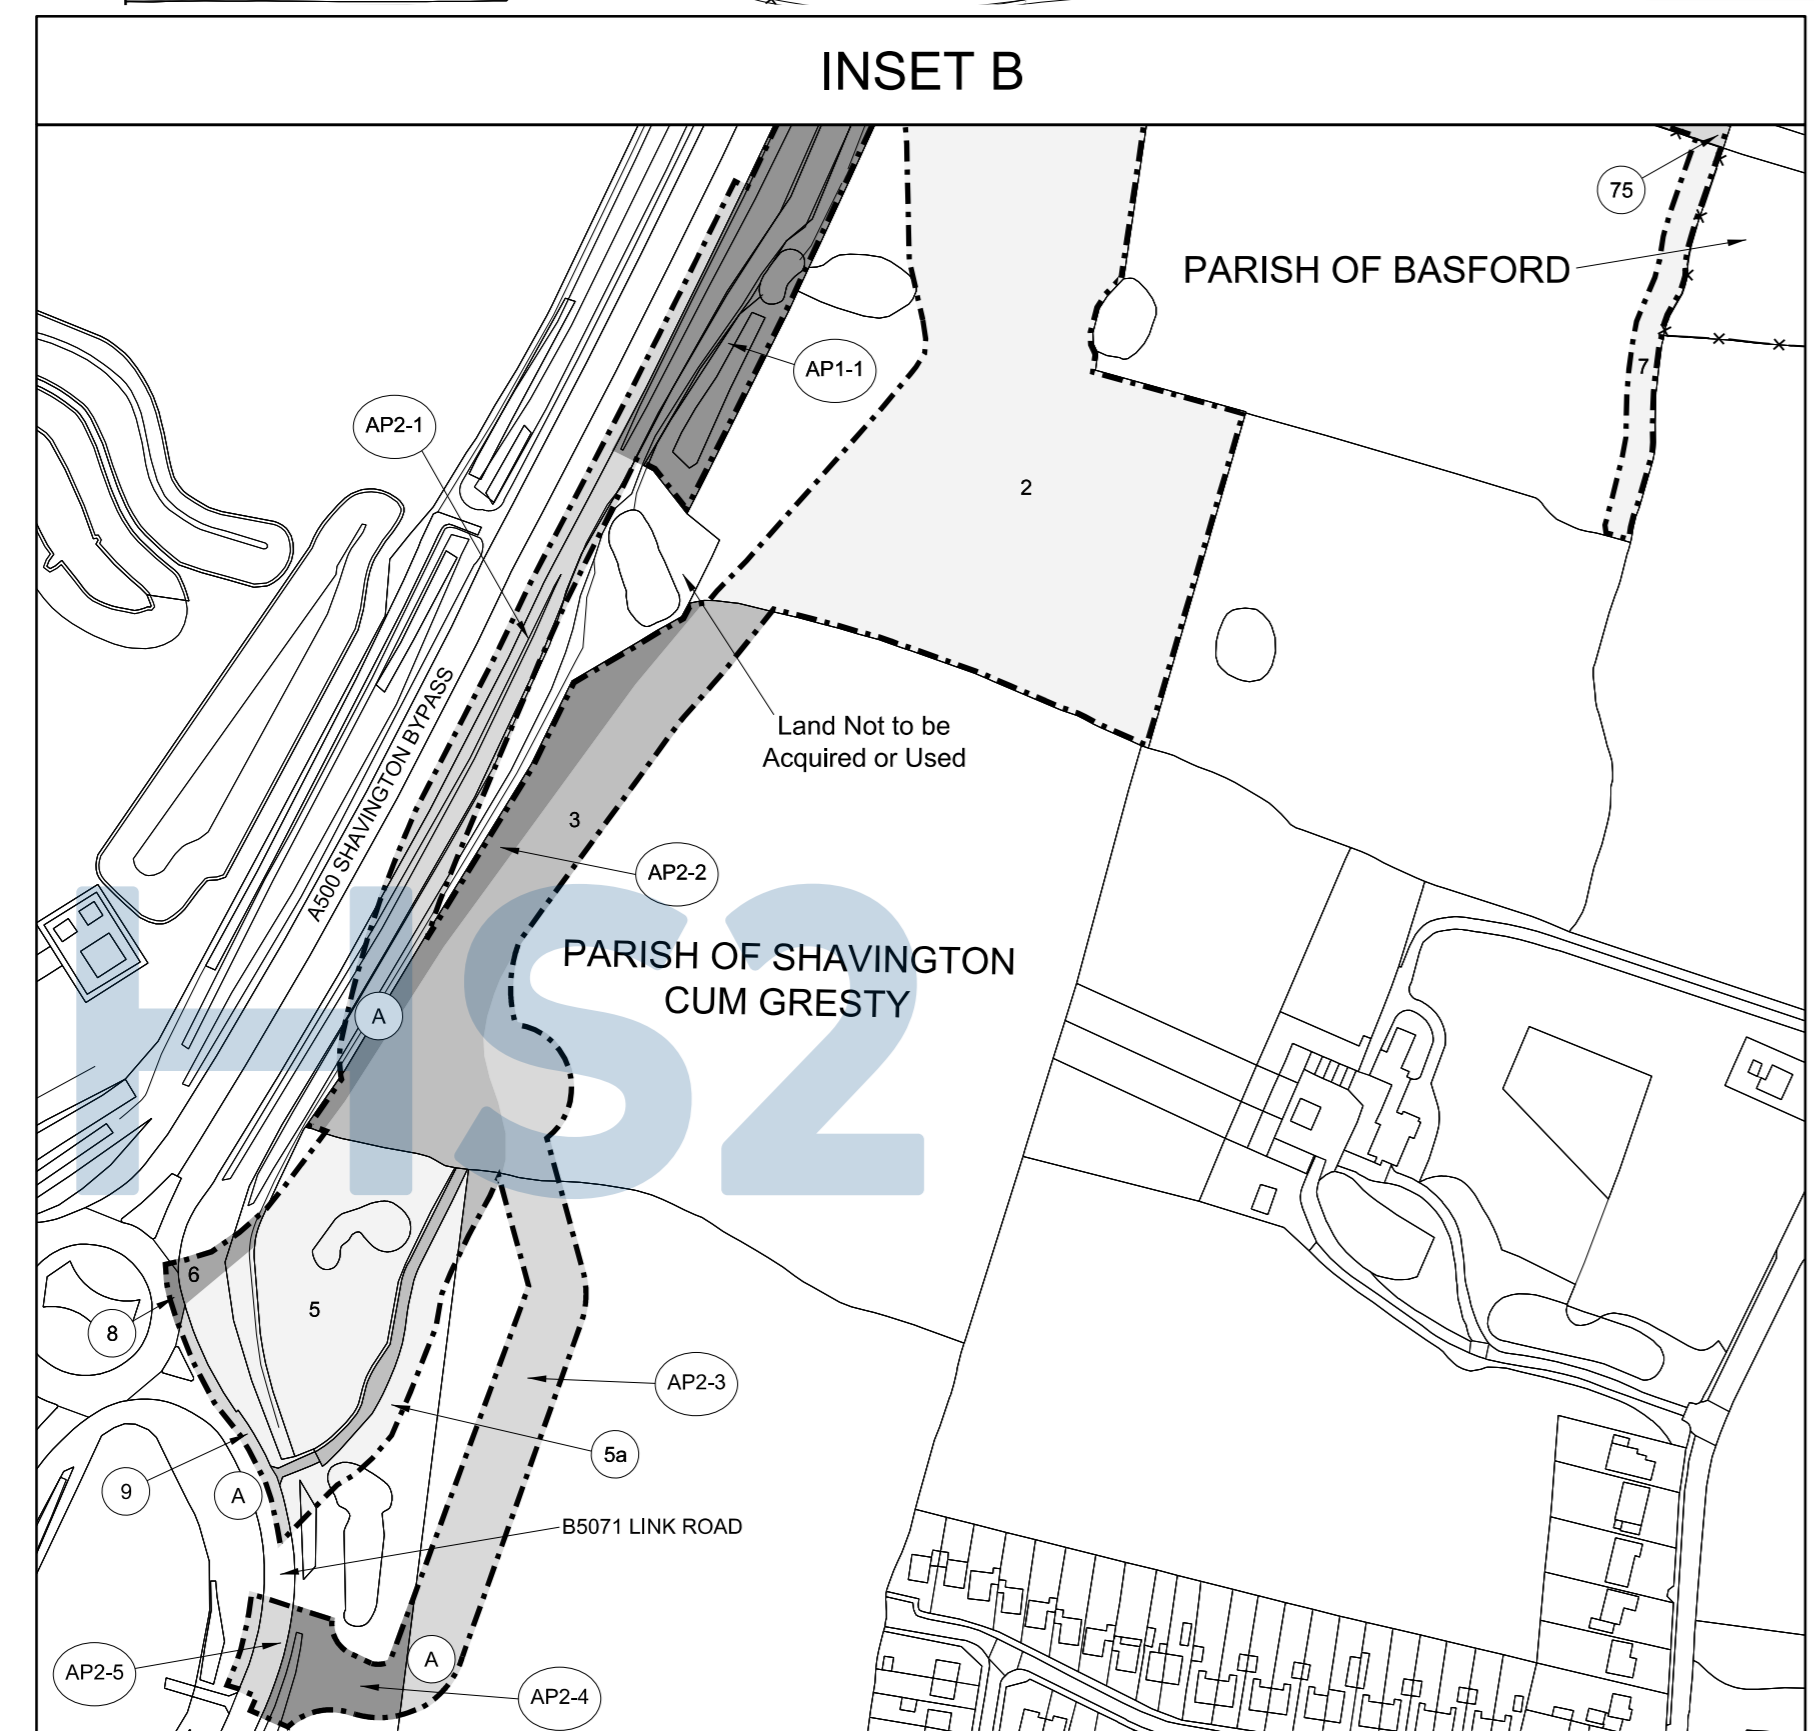 INSET B
75
PARISH OF BASFORD
AP1-1
7
AP2-1
2
A500 SHAVINGTON BYPASS
Land Not to be
Acquired or Used
3
AP2-2
PARISH OF SHAVINGTON
CUM GRESTY
A
HS2
6
5
8
AP2-3
5a
9
A
B5071 LINK ROAD
A
AP2-5
AP2-4